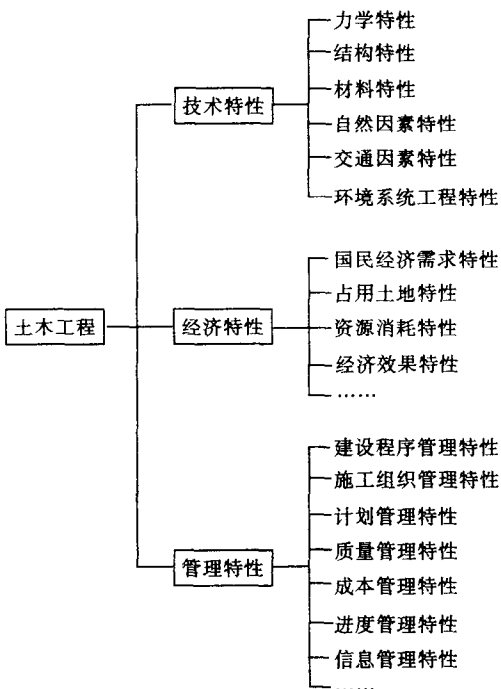 土木工程
技术特性
力学特性
结构特性
材料特性
自然因素特性
交通因素特性
环境系统工程特性
经济特性
国民经济需求特性
占用土地特性
资源消耗特性
经济效果特性
……
管理特性
建设程序管理特性
施工组织管理特性
计划管理特性
质量管理特性
成本管理特性
进度管理特性
信息管理特性
……